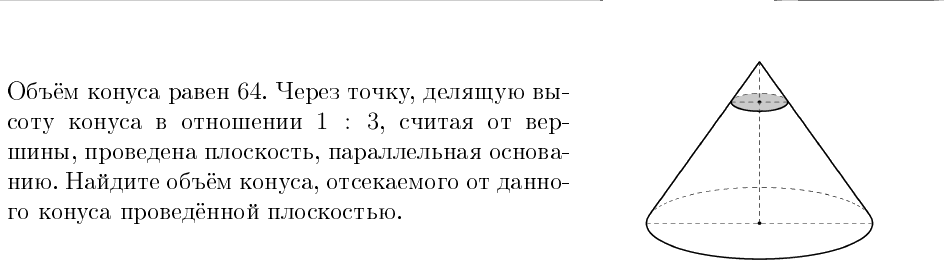 Объём конуса равен 64. Через точку, делящую вы-
соту конуса в отношении 1 : 3, считая от вер-
шины, проведена плоскость, параллельная основа-
нию. Найдите объём конуса, отсекаемого от данно-
го конуса проведённой плоскостью.